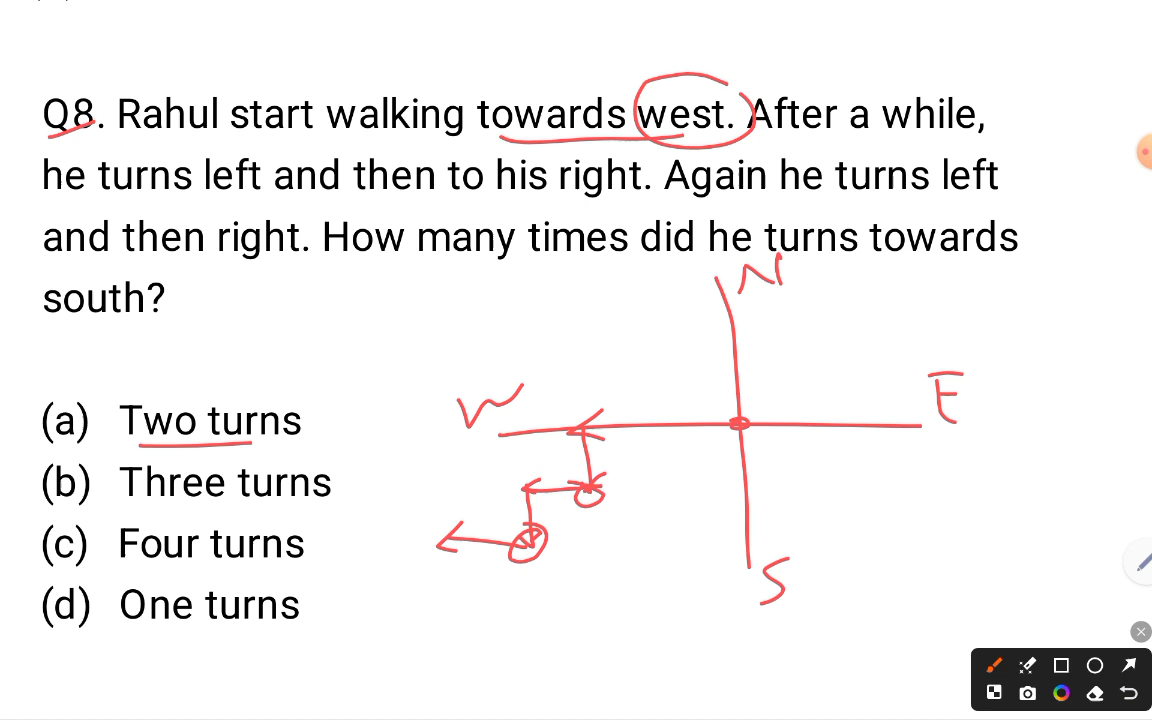 Q8. Rahul start walking towards west. After a while,
he turns left and then to his right. Again he turns left
and then right. How many times did he turns towards
south?
N
E
W
S
(a) Two turns
(b) Three turns
(c) Four turns
(d) One turns